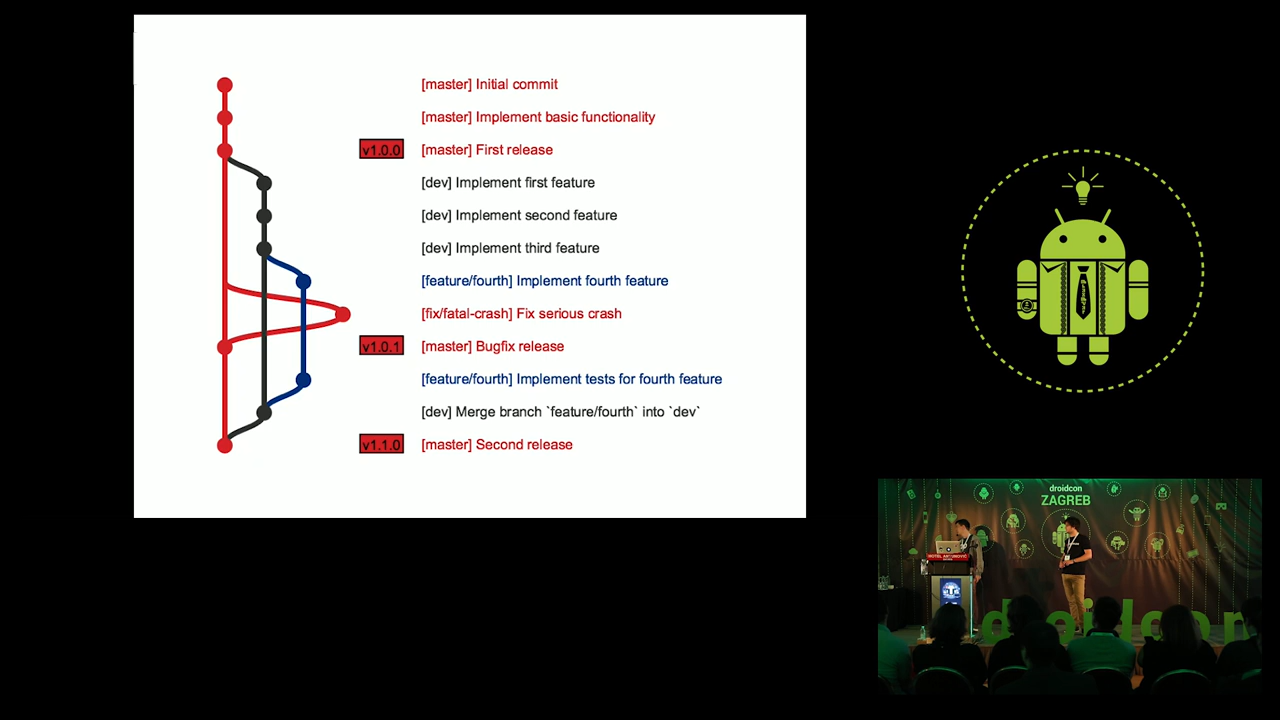 [master] Initial commit
[master] Implement basic functionality
v1.0.0 [master] First release
[dev] Implement first feature
[dev] Implement second feature
[dev] Implement third feature
[feature/fourth] Implement fourth feature
[fix/fatal-crash] Fix serious crash
v1.0.1 [master] Bugfix release
[feature/fourth] Implement tests for fourth feature
[dev] Merge branch `feature/fourth` into `dev`
v1.1.0 [master] Second release
droidcon
ZAGREB
HOTEL ANTUNOVIĆ
droidcon